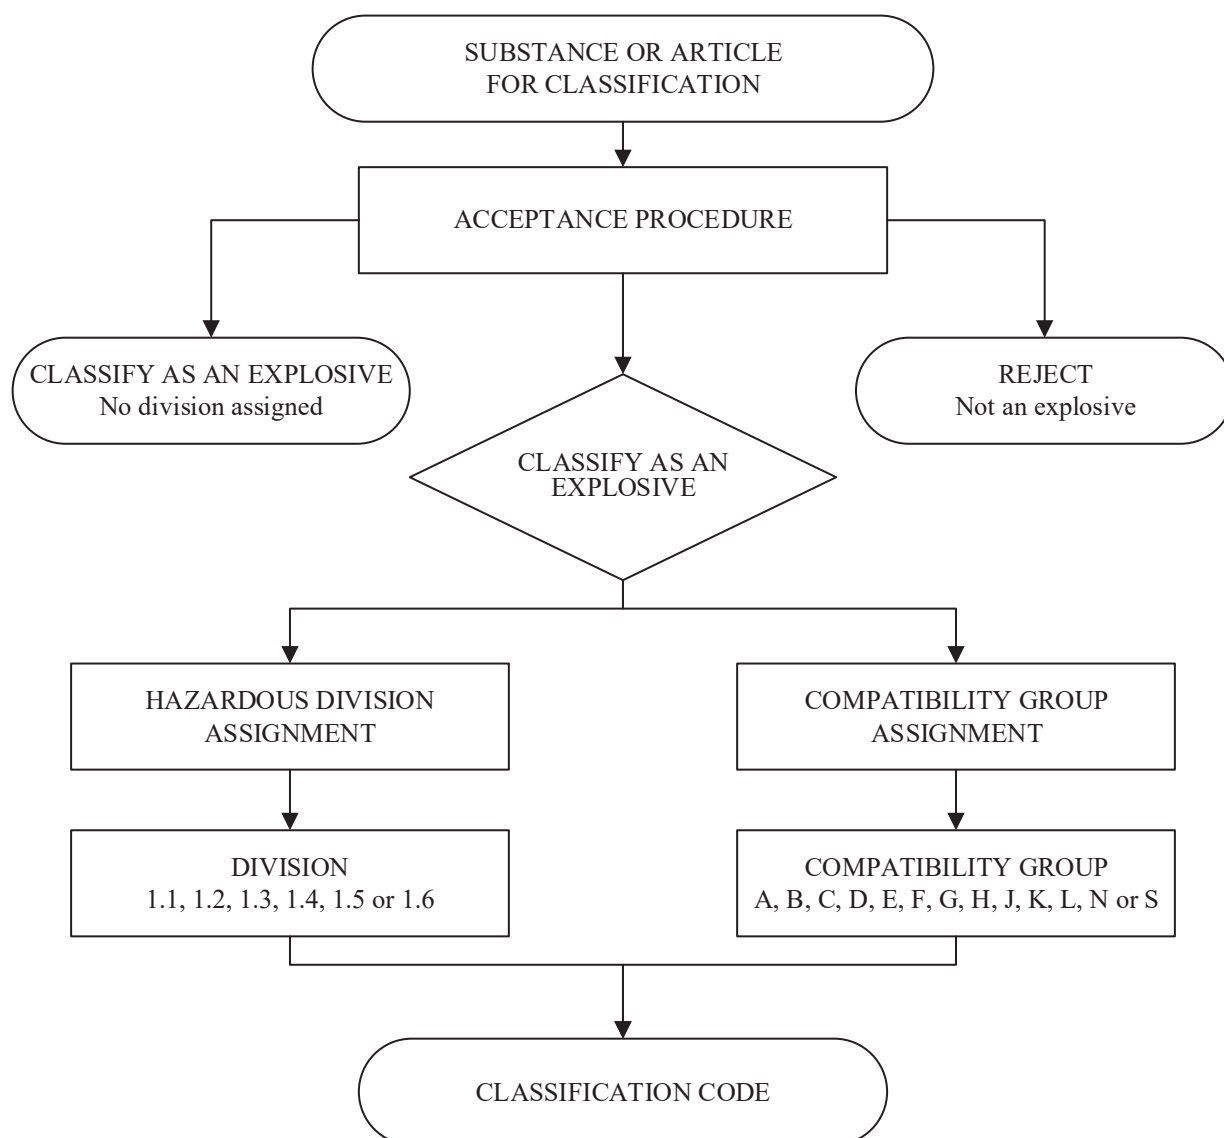 SUBSTANCE OR ARTICLE
FOR CLASSIFICATION
ACCEPTANCE PROCEDURE
CLASSIFY AS AN EXPLOSIVE
No division assigned
REJECT
Not an explosive
CLASSIFY AS AN
EXPLOSIVE
HAZARDOUS DIVISION
ASSIGNMENT
COMPATIBILITY GROUP
ASSIGNMENT
DIVISION
1.1, 1.2, 1.3, 1.4, 1.5 or 1.6
COMPATIBILITY GROUP
A, B, C, D, E, F, G, H, J, K, L, N or S
CLASSIFICATION CODE